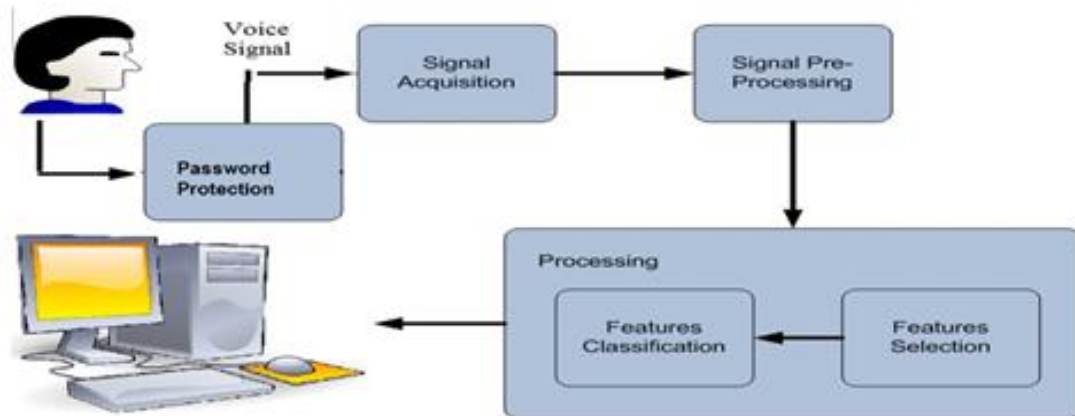 Voice
Signal
Signal
Acquisition
Signal Pre-
Processing
Password
Protection
Processing
Features
Classification
Features
Selection